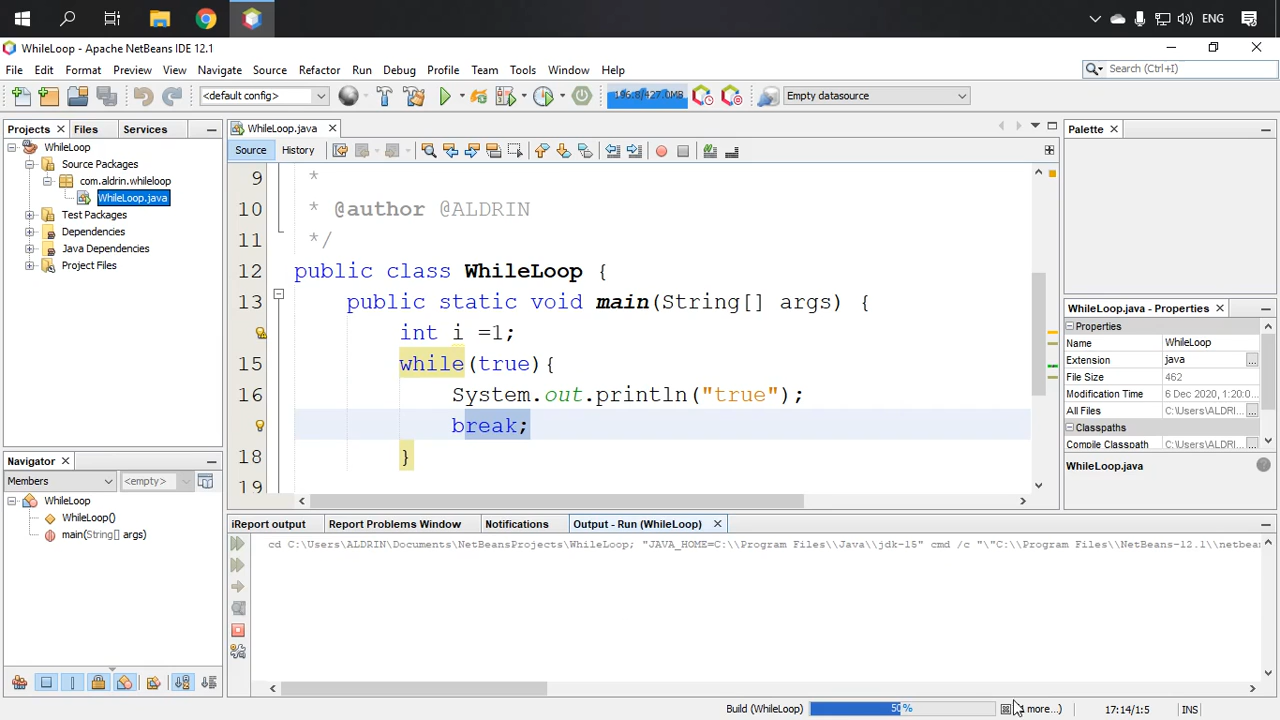 ENG
WhileLoop - Apache NetBeans IDE 12.1
File Edit Format Preview View Navigate Source Refactor Run Debug Profile Team Tools Window Help
Search (Ctrl+I)
<default config>
196.8/427.0MB
Empty datasource
Projects
Files
Services
WhileLoop
Source Packages
com.aldrin.whileloop
WhileLoop.java
Test Packages
Dependencies
Java Dependencies
Project Files
WhileLoop.java
Source
History
9 *
10 * @author @ALDRIN
11 */
12 public class WhileLoop {
13 public static void main(String[] args) {
int i =1;
15 while(true){
16 System.out.println("true");
break;
18 }
19
Palette
WhileLoop.java - Properties
Properties
Name WhileLoop
Extension java
File Size 462
Modification Time 6 Dec 2020, 1:20:0...
All Files C:\Users\ALDRI...
Classpaths
Compile Classpath C:\Users\ALDRI...
WhileLoop.java
Navigator
Members
<empty>
WhileLoop
WhileLoop()
main(String[] args)
iReport output
Report Problems Window
Notifications
Output - Run (WhileLoop)
cd C:\Users\ALDRIN\Documents\NetBeansProjects\WhileLoop; "JAVA_HOME=C:\\Program Files\\Java\\jdk-15" cmd /c "\"C:\\Program Files\\NetBeans-12.1\\netbean
Build (WhileLoop)
50%
more...)
17:14/1:5
INS